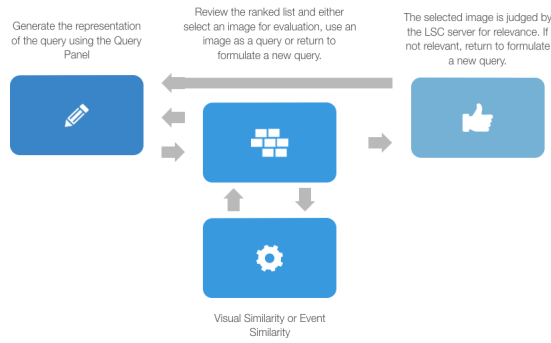 Generate the representation
of the query using the Query
Panel
Review the ranked list and either
select an image for evaluation, use an
image as a query or return to
formulate a new query.
The selected image is judged by
the LSC server for relevance. If
not relevant, return to formulate
a new query.
Visual Similarity or Event
Similarity